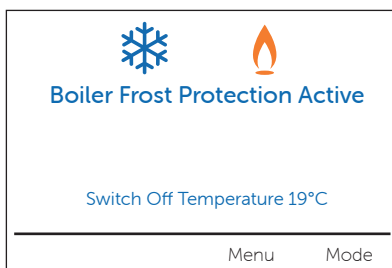 Boiler Frost Protection Active
Switch Off Temperature 19°C
Menu Mode